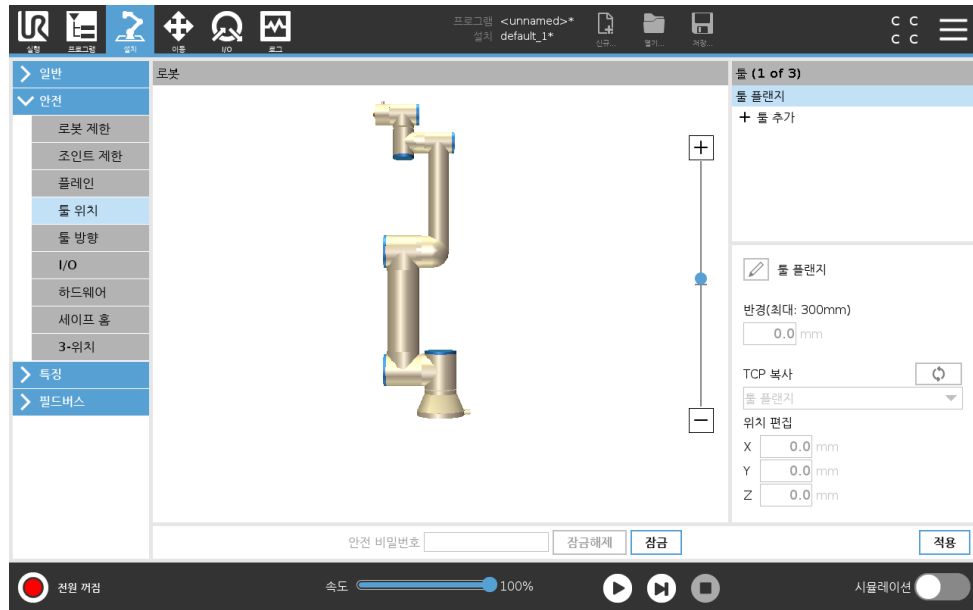 UR
실행
프로그램
설치
이동
I/O
로그
프로그램 <unnamed>*
설치 default_1*
신규...
열기...
저장...
C C
C C
일반
안전
로봇 제한
조인트 제한
플레인
툴 위치
툴 방향
I/O
하드웨어
세이프 홈
3-위치
특징
필드버스
로봇
툴 (1 of 3)
툴 플랜지
+ 툴 추가
툴 플랜지
반경(최대: 300mm)
0.0 mm
TCP 복사
툴 플랜지
위치 편집
X 0.0 mm
Y 0.0 mm
Z 0.0 mm
안전 비밀번호
잠금해제
잠금
적용
전원 꺼짐
속도
100%
시뮬레이션